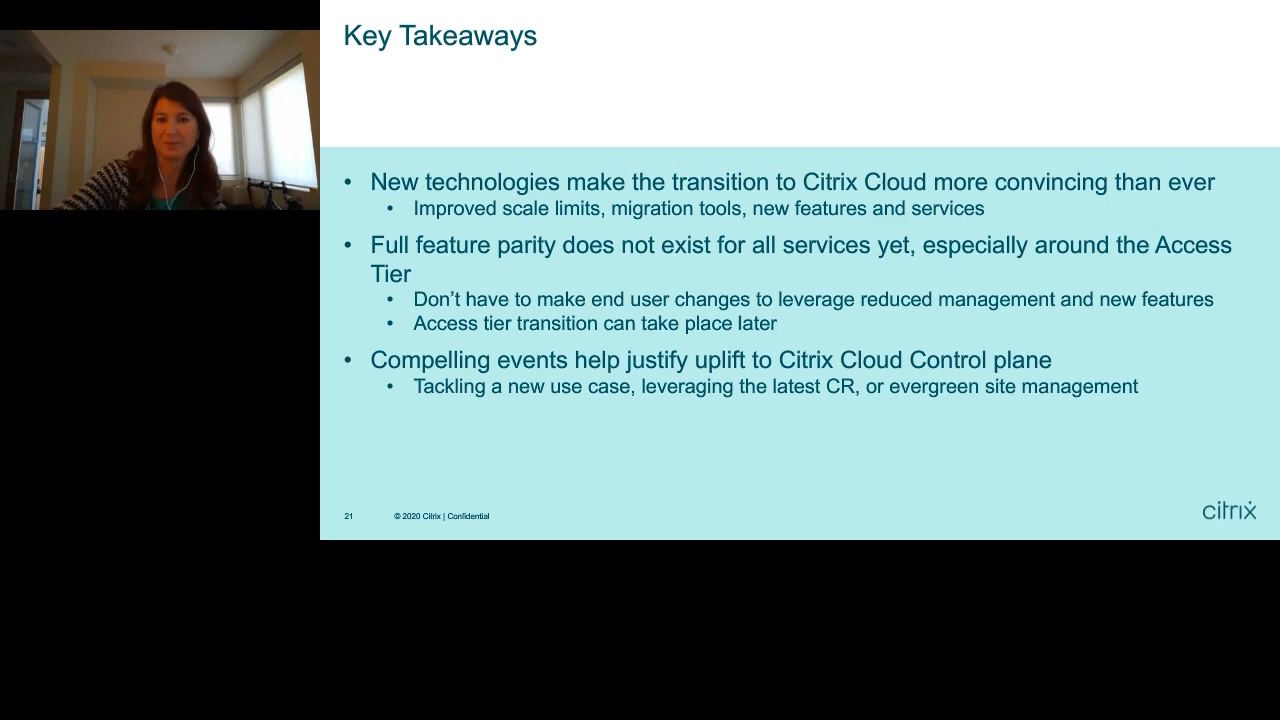 Key Takeaways
• New technologies make the transition to Citrix Cloud more convincing than ever
• Improved scale limits, migration tools, new features and services
• Full feature parity does not exist for all services yet, especially around the Access
Tier
• Don’t have to make end user changes to leverage reduced management and new features
• Access tier transition can take place later
• Compelling events help justify uplift to Citrix Cloud Control plane
• Tackling a new use case, leveraging the latest CR, or evergreen site management
21
© 2020 Citrix | Confidential
citrix